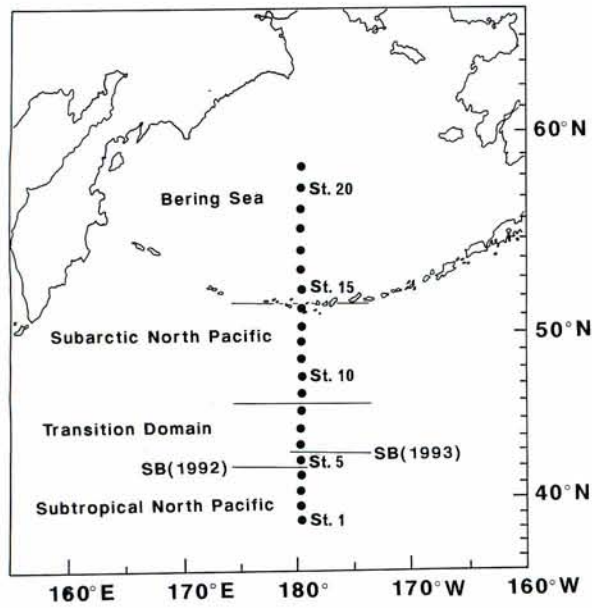 60°N
Bering Sea
St. 20
St. 15
50°N
Subarctic North Pacific
St. 10
Transition Domain
SB(1993)
St. 5
SB(1992)
40°N
Subtropical North Pacific
St. 1
160°E 170°E 180° 170°W 160°W